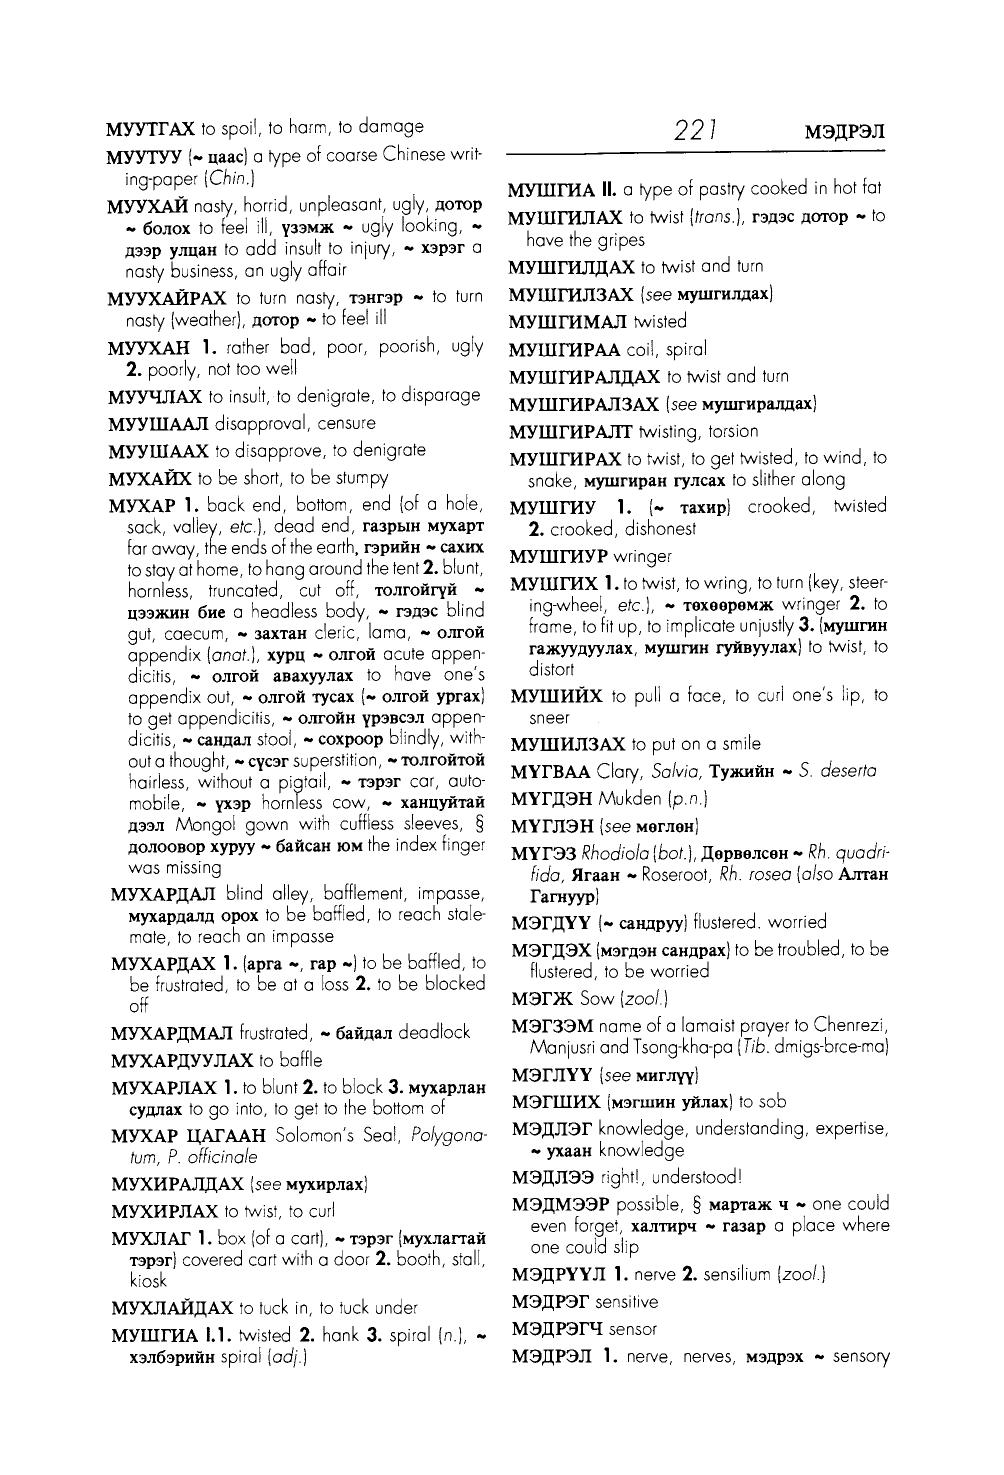 МУУТГАХ to spoil, to harm, to damage
МУУТУУ (~ цаас) a type of coarse Chinese writ-
ing-paper (Chin.)
МУУХАЙ nasty, horrid, unpleasant, ugly, дотор
~ болох to feel ill, үзэмж ~ ugly looking, ~
дээр улцан to add insult to injury, ~ хэрэг a
nasty business, an ugly affair
МУУХАЙРАХ to turn nasty, тэнгэр ~ to turn
nasty (weather), дотор ~ to feel ill
МУУХАН 1. rather bad, poor, poorish, ugly
2. poorly, not too well
МУУЧЛАХ to insult, to denigrate, to disparage
МУУШААЛ disapproval, censure
МУУШААХ to disapprove, to denigrate
МУХАЙХ to be short, to be stumpy
МУХАР 1. back end, bottom, end (of a hole,
sack, valley, etc.), dead end, газрын мухарт
far away, the ends of the earth, гэрийн ~ сахих
to stay at home, to hang around the tent 2. blunt,
hornless, truncated, cut off, толгойгүй ~
цээжин бие a headless body, ~ гэдэс blind
gut, caecum, ~ захтан cleric, lama, ~ олгой
appendix (anat.), хурц ~ олгой acute appen-
dicitis, ~ олгой авахуулах to have one's
appendix out, ~ олгой тусах (~ олгой ургах)
to get appendicitis, ~ олгойн үрэвсэл appen-
dicitis, ~ сандал stool, ~ сохроор blindly, with-
out a thought, ~ сүсэг superstition, ~ толгойтой
hairless, without a pigtail, ~ тэрэг car, auto-
mobile, ~ үхэр hornless cow, ~ ханцуйтай
дээл Mongol gown with cuffless sleeves, §
долоовор хуруу ~ байсан юм the index finger
was missing
МУХАРДАЛ blind alley, bafflement, impasse,
мухардалд орох to be baffled, to reach stale-
mate, to reach an impasse
МУХАРДАХ 1. (арга ~, гар ~) to be baffled, to
be frustrated, to be at a loss 2. to be blocked
off
МУХАРДМАЛ frustrated, ~ байдал deadlock
МУХАРДУУЛАХ to baffle
МУХАРЛАХ 1. to blunt 2. to block 3. мухарлан
судлах to go into, to get to the bottom of
МУХАР ЦАГААН Solomon's Seal, Polygona-
tum, P. officinale
МУХИРАЛДАХ (see мухирлах)
МУХИРЛАХ to twist, to curl
МУХЛАГ 1. box (of a cart), ~ тэрэг (мухлагтай
тэрэг) covered cart with a door 2. booth, stall,
kiosk
МУХЛАЙДАХ to tuck in, to tuck under
МУШГИА I.1. twisted 2. hank 3. spiral (n.), ~
хэлбэрийн spiral (adj.)
221 МЭДРЭЛ
МУШГИА II. a type of pastry cooked in hot fat
МУШГИЛАХ to twist (trans.), гэдэс дотор ~ to
have the gripes
МУШГИЛДАХ to twist and turn
МУШГИЛЗАХ (see мушгилдах)
МУШГИМАЛ twisted
МУШГИРАА coil, spiral
МУШГИРАЛДАХ to twist and turn
МУШГИРАЛЗАХ (see мушгиралдах)
МУШГИРАЛТ twisting, torsion
МУШГИРАХ to twist, to get twisted, to wind, to
snake, мушгиран гулсах to slither along
МУШГИУ 1. (~ тахир) crooked, twisted
2. crooked, dishonest
МУШГИУР wringer
МУШГИХ 1. to twist, to wring, to turn (key, steer-
ing-wheel, etc.), ~ төхөөрөмж wringer 2. to
frame, to fit up, to implicate unjustly 3. (мушгин
гажуудуулах, мушгин гуйвуулах) to twist, to
distort
МУШИЙХ to pull a face, to curl one's lip, to
sneer
МУШИЛЗАХ to put on a smile
МҮГВАА Clary, Salvia, Тужийн ~ S. deserta
МҮГДЭН Mukden (p.n.)
МҮГЛЭН (see мөглөн)
МҮГЭЗ Rhodiola (bot.), Дөрвөлсөн ~ Rh. quadri-
fida, Ягаан ~ Roseroot, Rh. rosea (also Алтан
Гагнуур)
МЭГДҮҮ (~ сандруу) flustered. worried
МЭГДЭХ (мэгдэн сандрах) to be troubled, to be
flustered, to be worried
МЭГЖ Sow (zool.)
МЭГЗЭМ name of a lamaist prayer to Chenrezi,
Manjusri and Tsong-kha-pa (Tib. dmigs-brce-ma)
МЭГЛҮҮ (see миглүү)
МЭГШИХ (мэгшин уйлах) to sob
МЭДЛЭГ knowledge, understanding, expertise,
~ ухаан knowledge
МЭДЛЭЭ right!, understood!
МЭДМЭЭР possible, § мартаж ч ~ one could
even forget, халтирч ~ газар a place where
one could slip
МЭДРҮҮЛ 1. nerve 2. sensilium (zool.)
МЭДРЭГ sensitive
МЭДРЭГЧ sensor
МЭДРЭЛ 1. nerve, nerves, мэдрэх ~ sensory